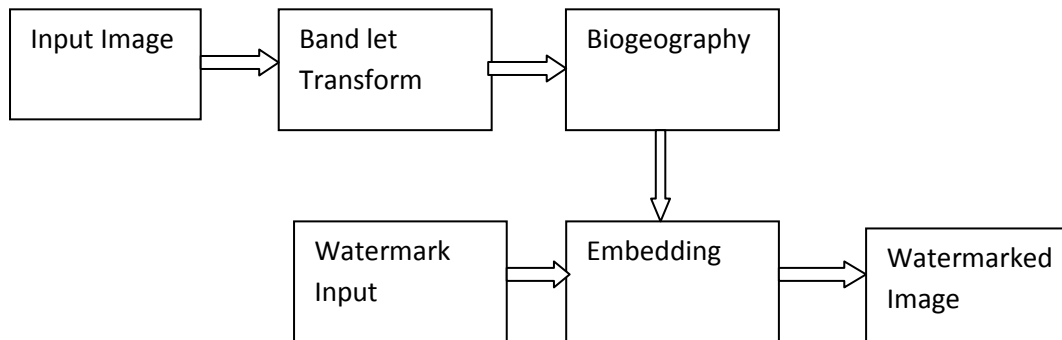 Input Image
Band let
Transform
Biogeography
Watermark
Input
Embedding
Watermarked
Image